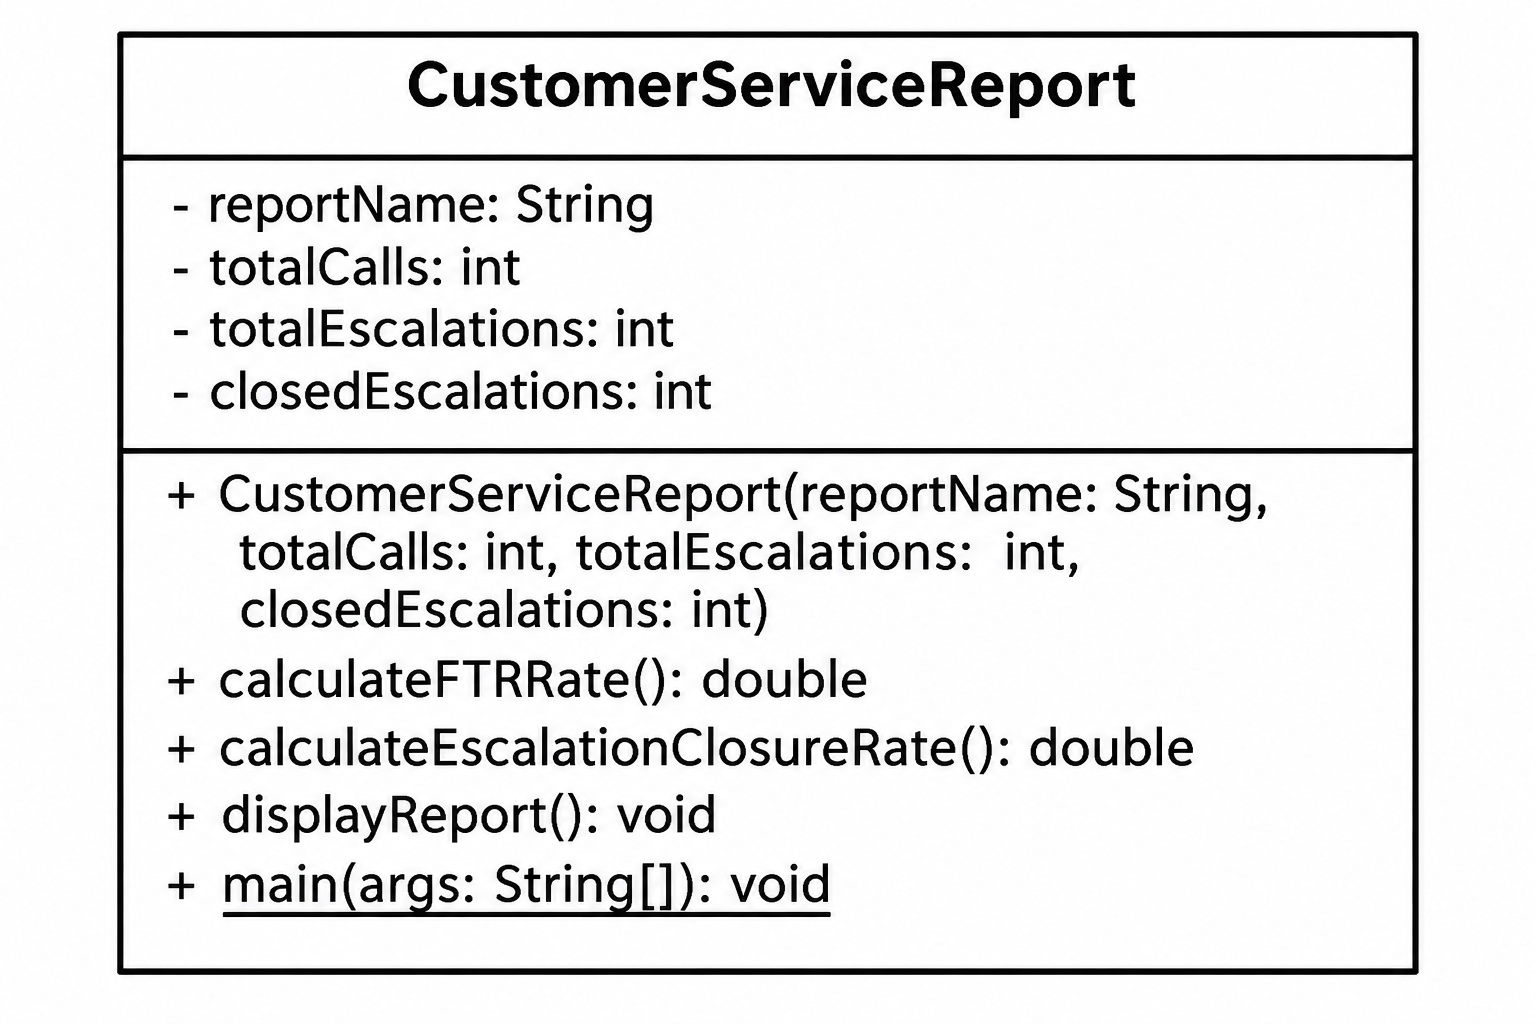 CustomerServiceReport
- reportName: String
- totalCalls: int
- totalEscalations: int
- closedEscalations: int
+ CustomerServiceReport(reportName: String,
totalCalls: int, totalEscalations: int,
closedEscalations: int)
+ calculateFTRRate(): double
+ calculateEscalationClosureRate(): double
+ displayReport(): void
+ main(args: String[]): void